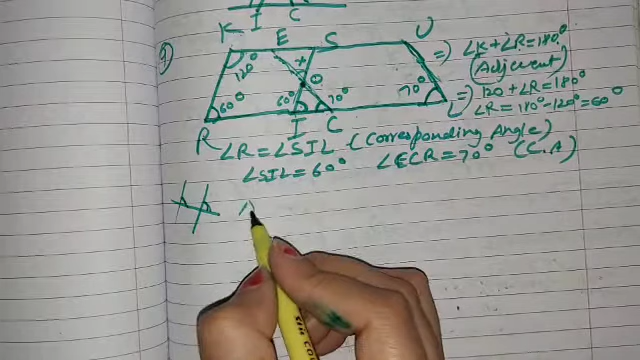 I C
9
K E S U
120° x O
60° 60° 70° 70°
R I C L
=) ∠K+∠R=180°
(Adjacent)
=) 120+∠R=180°
∠R=180°-120°=60°
∠R = ∠SIL (Corresponding Angle)
∠SIL=60° ∠ECR=70° (C.A)